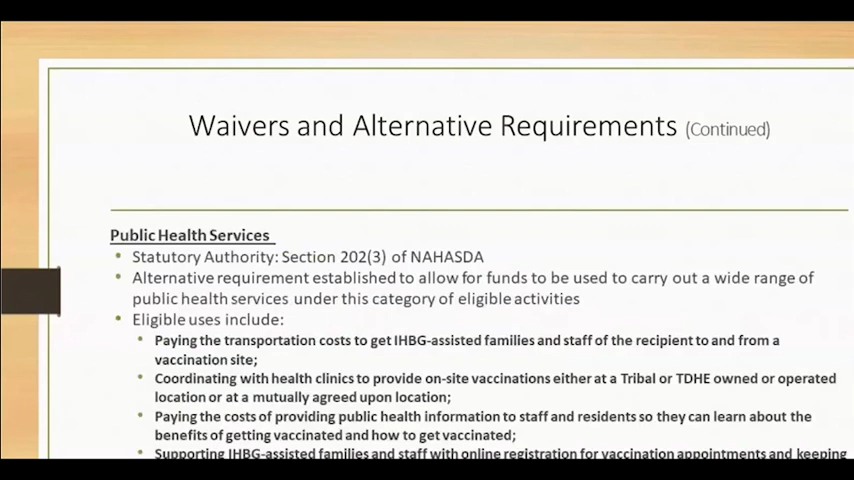 Waivers and Alternative Requirements (Continued)
Public Health Services
• Statutory Authority: Section 202(3) of NAHASDA
• Alternative requirement established to allow for funds to be used to carry out a wide range of
public health services under this category of eligible activities
• Eligible uses include:
• Paying the transportation costs to get IHBG-assisted families and staff of the recipient to and from a
vaccination site;
• Coordinating with health clinics to provide on-site vaccinations either at a Tribal or TDHE owned or operated
location or at a mutually agreed upon location;
• Paying the costs of providing public health information to staff and residents so they can learn about the
benefits of getting vaccinated and how to get vaccinated;
• Supporting IHBG-assisted families and staff with online registration for vaccination appointments and keeping